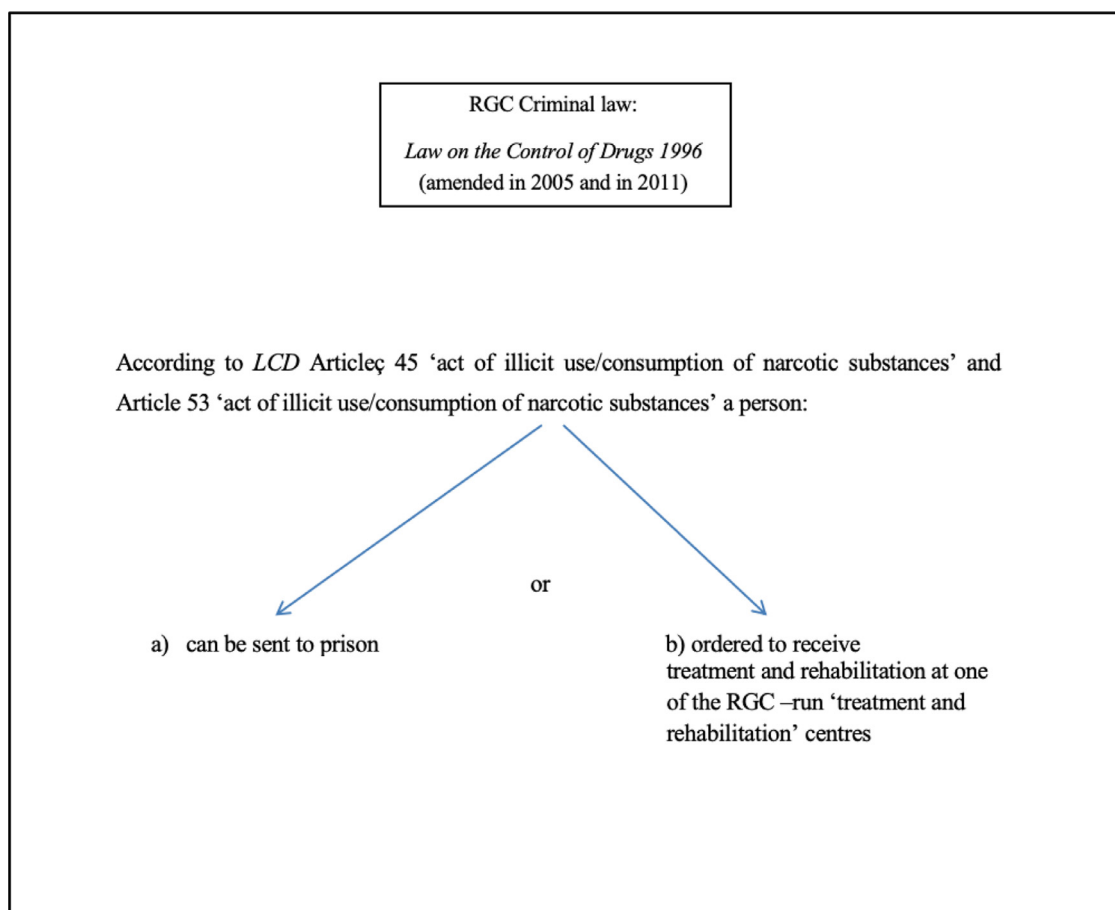 RGC Criminal law:
Law on the Control of Drugs 1996
(amended in 2005 and in 2011)
According to LCD Articleç 45 ‘act of illicit use/consumption of narcotic substances’ and
Article 53 ‘act of illicit use/consumption of narcotic substances’ a person:
or
a) can be sent to prison
b) ordered to receive
treatment and rehabilitation at one
of the RGC –run ‘treatment and
rehabilitation’ centres